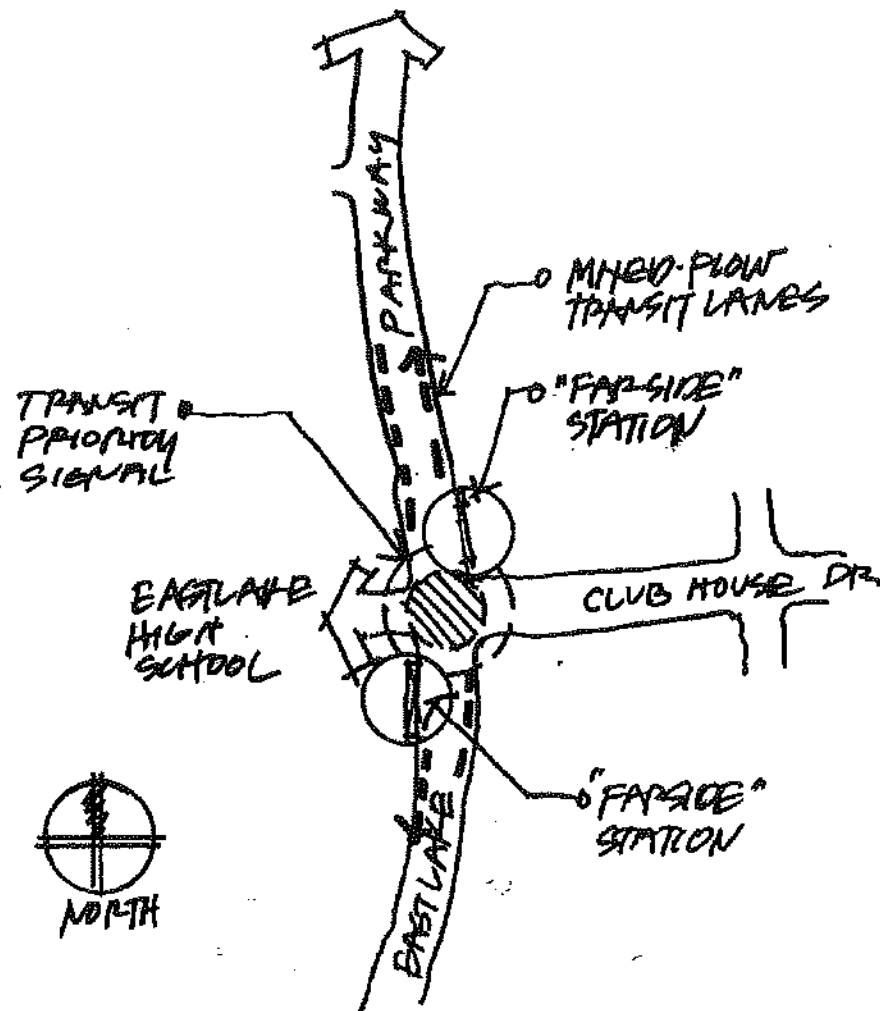 PARKWAY
MIXED-FLOW
TRANSIT LANES
"FARSIDE"
STATION
TRANSIT
PRIORITY
SIGNAL
CLUB HOUSE DR.
EASTLAKE
HIGH
SCHOOL
"FARSIDE"
STATION
EASTLAKE
NORTH